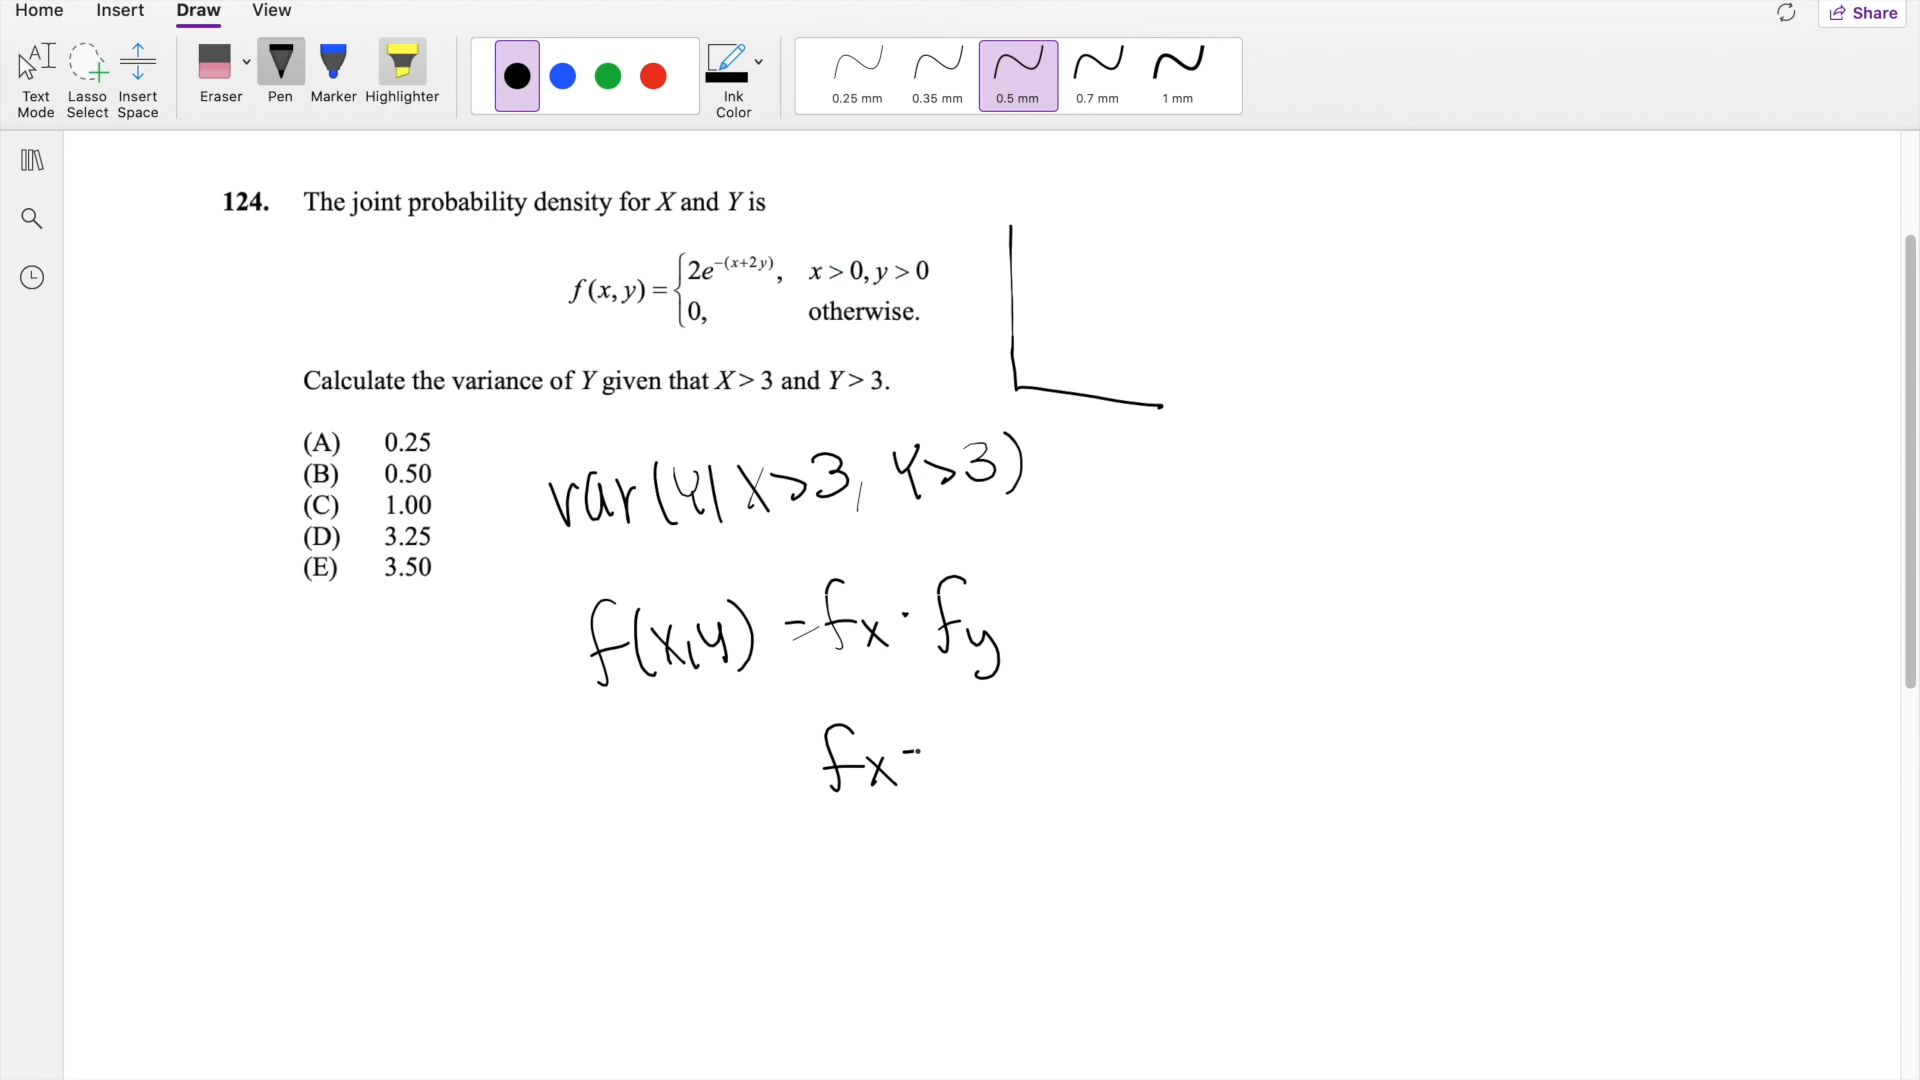 Home Insert Draw View Share
Text Mode Lasso Select Insert Space Eraser Pen Marker Highlighter Ink Color 0.25 mm 0.35 mm 0.5 mm 0.7 mm 1 mm
124. The joint probability density for X and Y is
f(x, y) = { 2e^{-(x+2y)}, x > 0, y > 0
0, otherwise.
Calculate the variance of Y given that X > 3 and Y > 3.
(A) 0.25
(B) 0.50
(C) 1.00
(D) 3.25
(E) 3.50
var(Y|X>3, Y>3)
f(x,y) = fx · fy
fx =